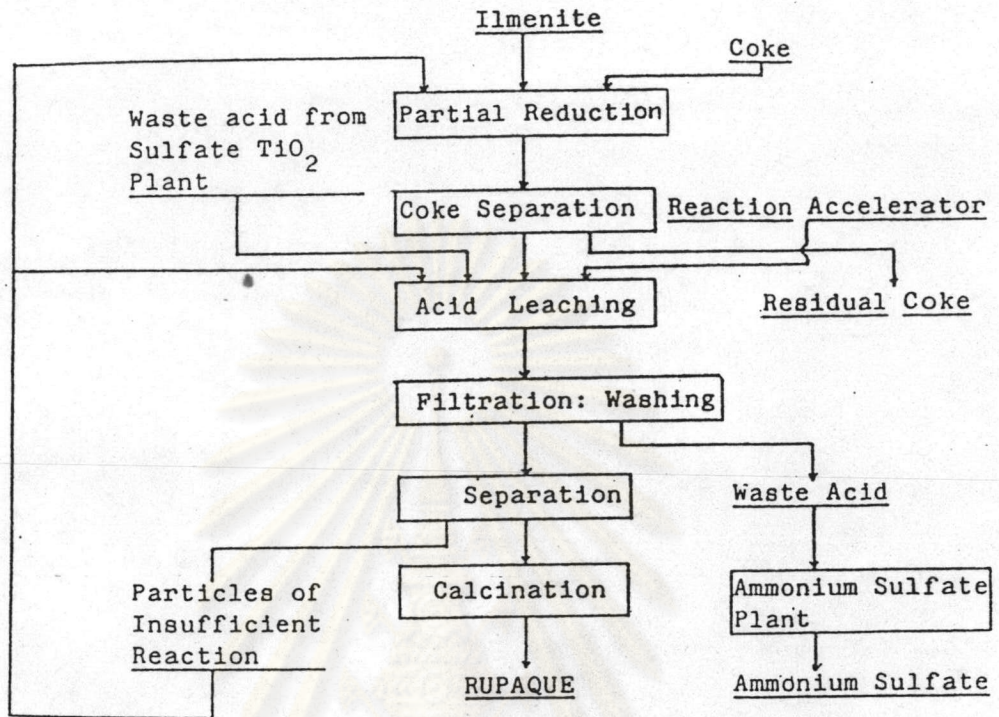 Ilmenite
Coke
Partial Reduction
Waste acid from
Sulfate TiO2
Plant
Coke Separation
Reaction Accelerator
Acid Leaching
Residual Coke
Filtration: Washing
Separation
Waste Acid
Particles of
Insufficient
Reaction
Calcination
Ammonium Sulfate
Plant
RUPAQUE
Ammonium Sulfate